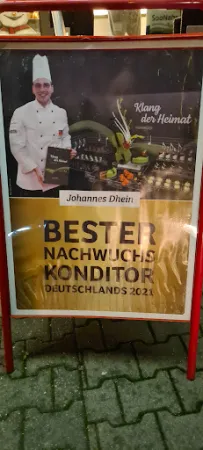 Klang
der Heimat
Johannes Dhein
BESTER
NACHWUCHS
KONDITOR
DEUTSCHLANDS 2021